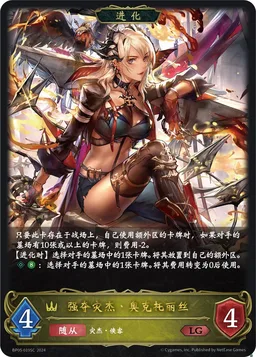 进化
只要此卡存在于战场上，自己使用额外区的卡牌时，如果对手的
墓场有10张或以上的卡牌，则费用-2。
【进化时】选择对手的墓场中的1张卡牌。将其放置到自己的额外区。
：选择对手的墓场中的1张卡牌。将其费用转变为0后使用。
4
强夺灾杰·奥克托丽丝
4
随从
灾杰·侯爵
LG
© Cygames, Inc.